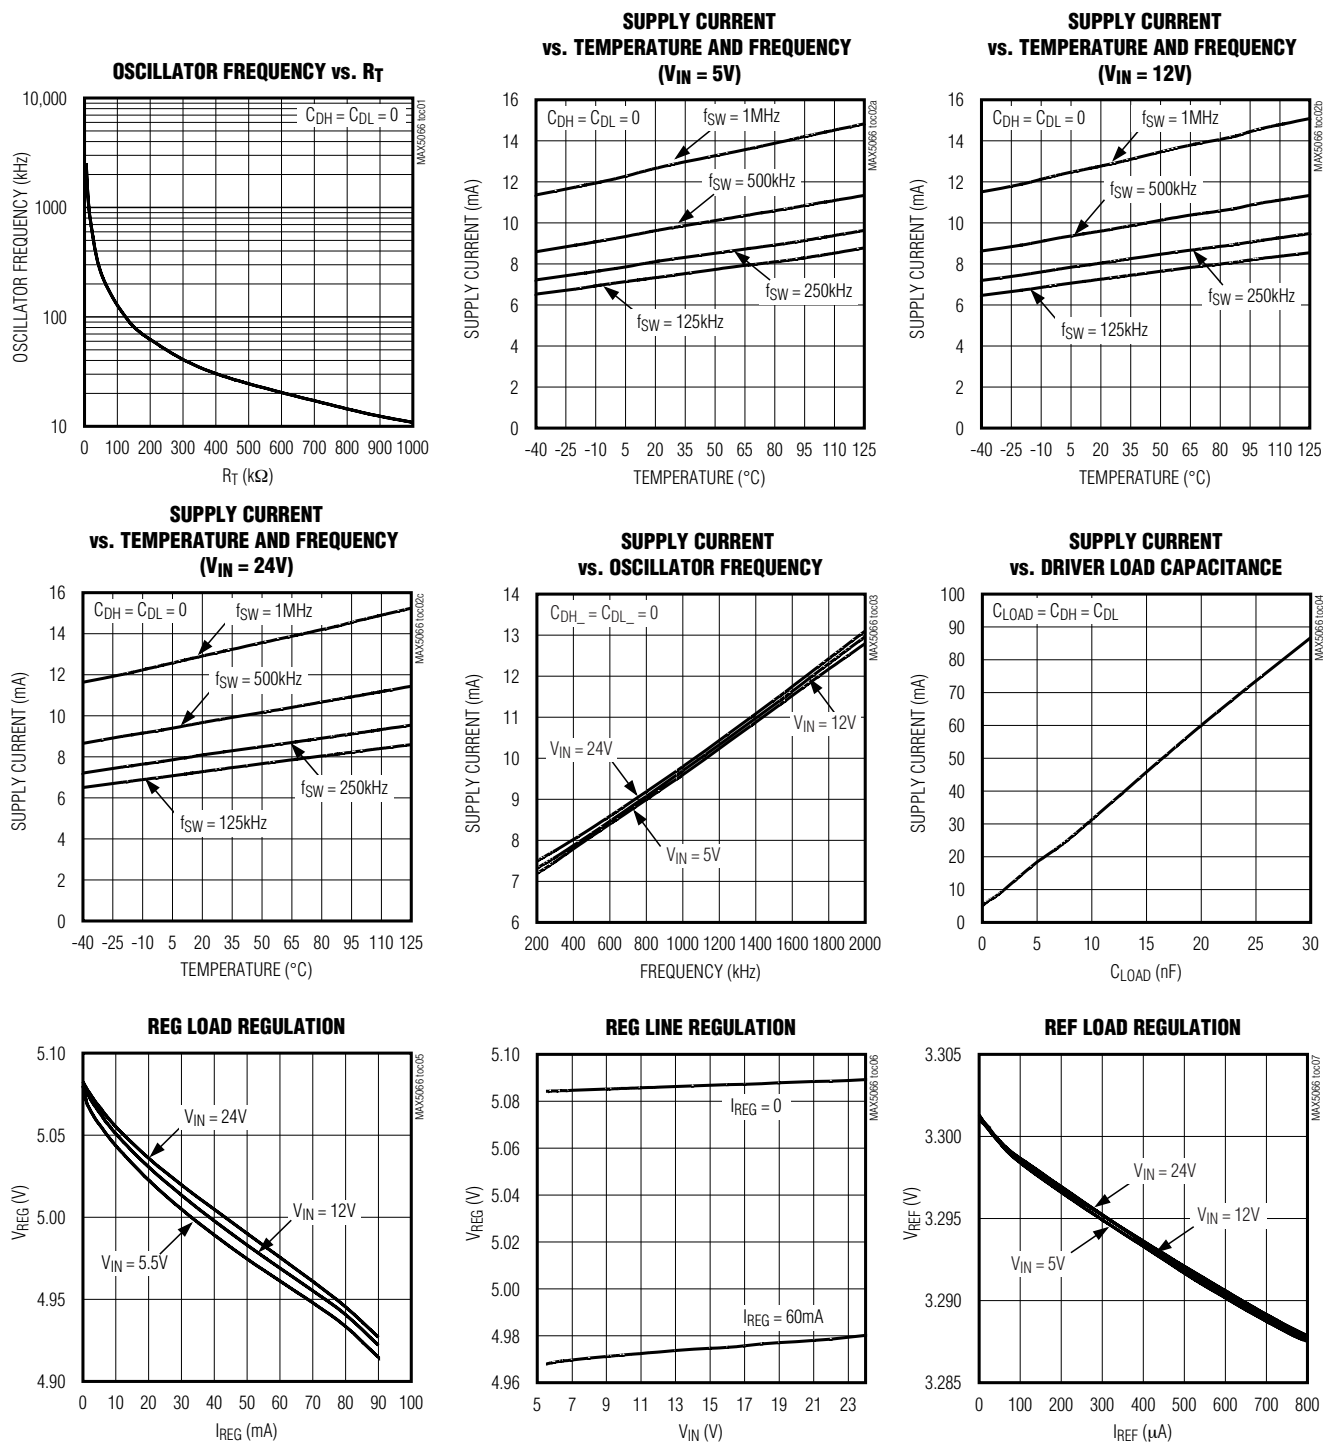 OSCILLATOR FREQUENCY vs. RT
10,000
1000
100
10
OSCILLATOR FREQUENCY (kHz)
CDH = CDL = 0
MAX5066 toc01
0 100 200 300 400 500 600 700 800 900 1000
RT (kΩ)
SUPPLY CURRENT
vs. TEMPERATURE AND FREQUENCY
(VIN = 5V)
16
14
12
10
8
6
4
2
0
SUPPLY CURRENT (mA)
CDH = CDL = 0
fSW = 1MHz
fSW = 500kHz
fSW = 250kHz
fSW = 125kHz
MAX5066 toc02a
-40 -25 -10 5 20 35 50 65 80 95 110 125
TEMPERATURE (°C)
SUPPLY CURRENT
vs. TEMPERATURE AND FREQUENCY
(VIN = 12V)
16
14
12
10
8
6
4
2
0
SUPPLY CURRENT (mA)
CDH = CDL = 0
fSW = 1MHz
fSW = 500kHz
fSW = 250kHz
fSW = 125kHz
MAX5066 toc02b
-40 -25 -10 5 20 35 50 65 80 95 110 125
TEMPERATURE (°C)
SUPPLY CURRENT
vs. TEMPERATURE AND FREQUENCY
(VIN = 24V)
16
14
12
10
8
6
4
2
0
SUPPLY CURRENT (mA)
CDH = CDL = 0
fSW = 1MHz
fSW = 500kHz
fSW = 250kHz
fSW = 125kHz
MAX5066 toc02c
-40 -25 -10 5 20 35 50 65 80 95 110 125
TEMPERATURE (°C)
SUPPLY CURRENT
vs. OSCILLATOR FREQUENCY
14
13
12
11
10
9
8
7
6
SUPPLY CURRENT (mA)
CDH_ = CDL_ = 0
VIN = 12V
VIN = 24V
VIN = 5V
MAX5066 toc03
200 400 600 800 1000 1200 1400 1600 1800 2000
FREQUENCY (kHz)
SUPPLY CURRENT
vs. DRIVER LOAD CAPACITANCE
100
90
80
70
60
50
40
30
20
10
0
SUPPLY CURRENT (mA)
CLOAD = CDH = CDL
MAX5066 toc04
0 5 10 15 20 25 30
CLOAD (nF)
REG LOAD REGULATION
5.10
5.05
5.00
4.95
4.90
VREG (V)
VIN = 24V
VIN = 12V
VIN = 5.5V
MAX5066 toc05
0 10 20 30 40 50 60 70 80 90 100
IREG (mA)
REG LINE REGULATION
5.10
5.08
5.06
5.04
5.02
5.00
4.98
4.96
VREG (V)
IREG = 0
IREG = 60mA
MAX5066 toc06
5 7 9 11 13 15 17 19 21 23
VIN (V)
REF LOAD REGULATION
3.305
3.300
3.295
3.290
3.285
VREF (V)
VIN = 24V
VIN = 12V
VIN = 5V
MAX5066 toc07
0 100 200 300 400 500 600 700 800
IREF (µA)